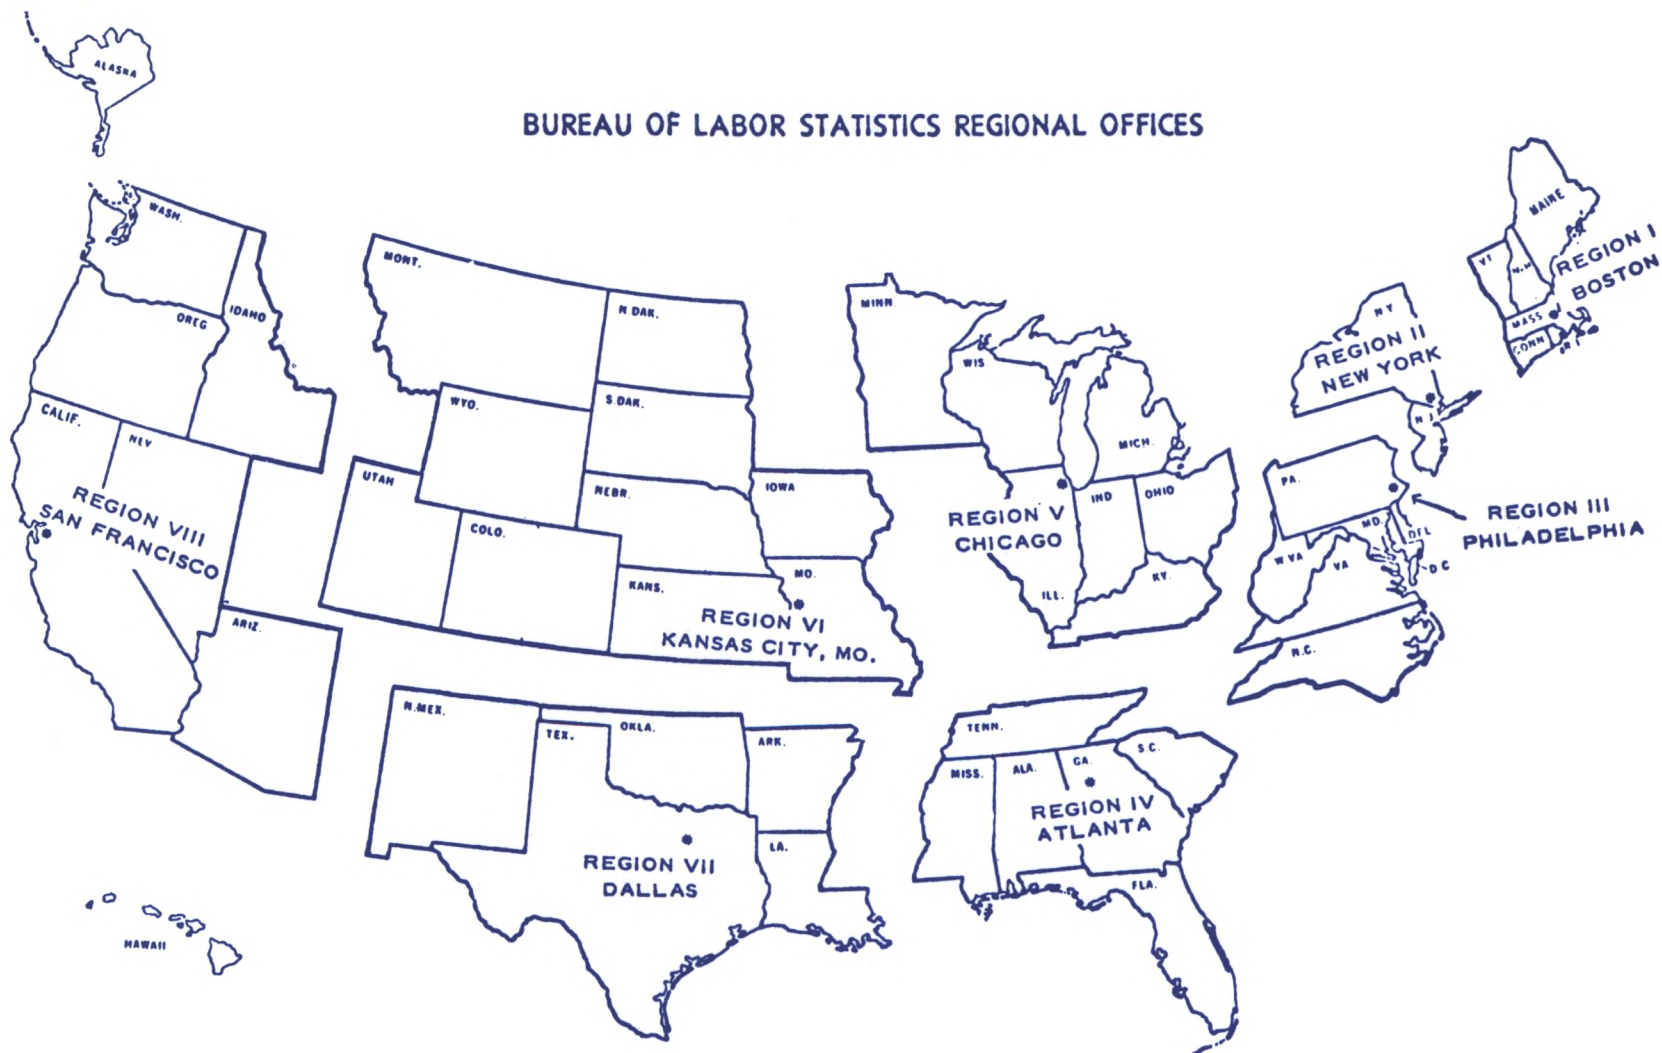 ALASKA
BUREAU OF LABOR STATISTICS REGIONAL OFFICES
WASH.
OREG
IDAHO
CALIF.
NEV
REGION VIII
SAN FRANCISCO
ARIZ.
HAWAII
MONT.
N DAK.
S.DAK.
WYO.
NEBR.
UTAH
COLO.
KANS.
IOWA
MO.
REGION VI
KANSAS CITY, MO.
N.MEX.
TEX.
OKLA.
ARK.
LA.
REGION VII
DALLAS
MINN
WIS
MICH.
IND
OHIO
ILL.
KY.
REGION V
CHICAGO
TENN.
MISS.
ALA.
GA.
S.C.
FLA.
REGION IV
ATLANTA
PA.
MD.
DEL
D C
W VA
VA
N.C.
REGION III
PHILADELPHIA
N Y
N J
REGION II
NEW YORK
MAINE
VT
N.H
MASS
CONN
R I
REGION I
BOSTON